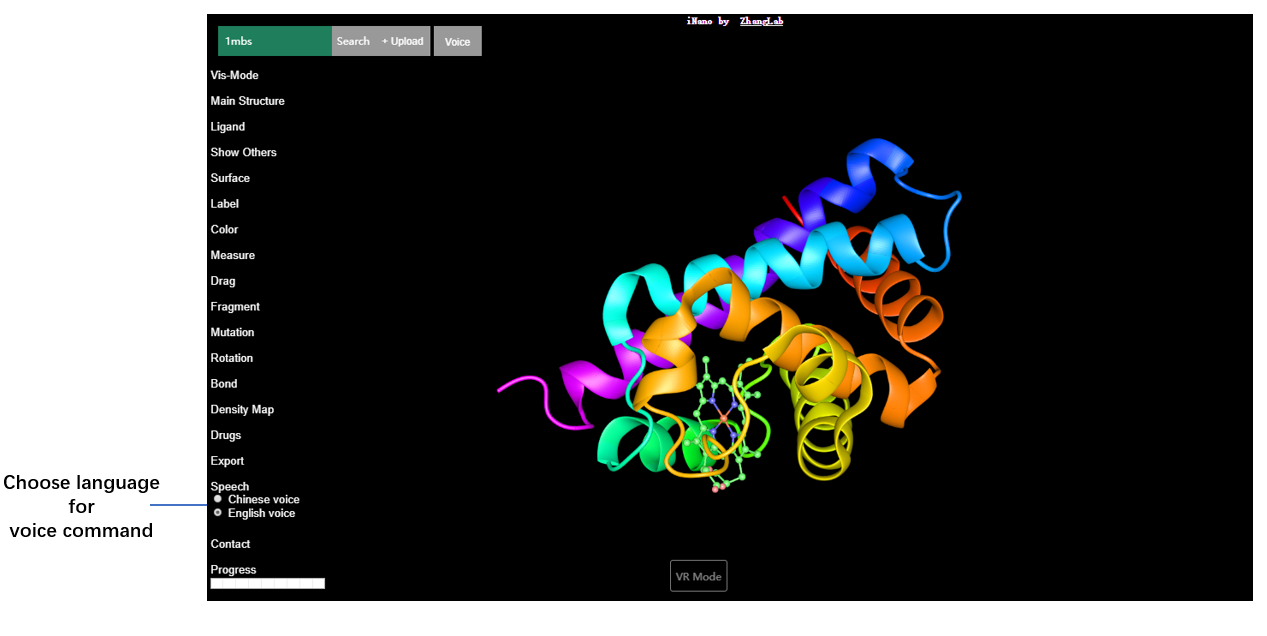 iNano by ZhangLab
1mbs Search + Upload Voice
Vis-Mode
Main Structure
Ligand
Show Others
Surface
Label
Color
Measure
Drag
Fragment
Mutation
Rotation
Bond
Density Map
Drugs
Export
Speech
Chinese voice
English voice
Contact
Progress
Choose language
for
voice command
VR Mode